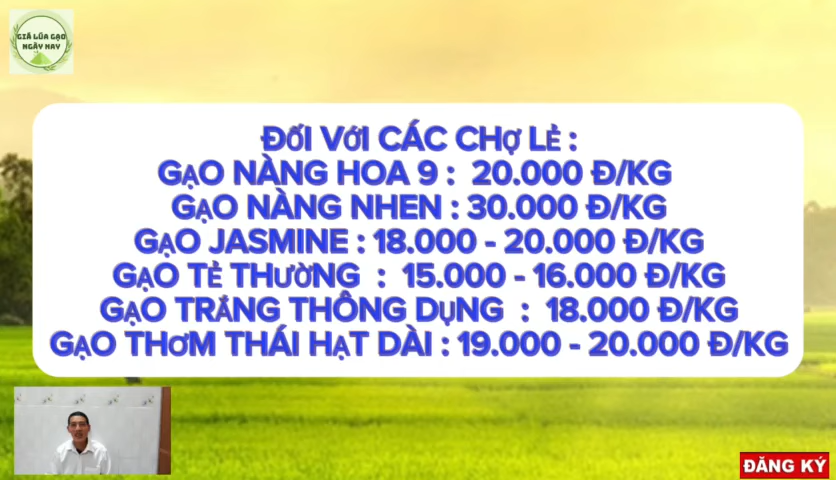 GIÁ LÚA GẠO
NGÀY NAY
ĐỐI VỚI CÁC CHỢ LẺ :
GẠO NÀNG HOA 9 : 20.000 Đ/KG
GẠO NÀNG NHEN : 30.000 Đ/KG
GẠO JASMINE : 18.000 - 20.000 Đ/KG
GẠO TẺ THƯỜNG : 15.000 - 16.000 Đ/KG
GẠO TRẮNG THÔNG DỤNG : 18.000 Đ/KG
GẠO THƠM THÁI HẠT DÀI : 19.000 - 20.000 Đ/KG
ĐĂNG KÝ